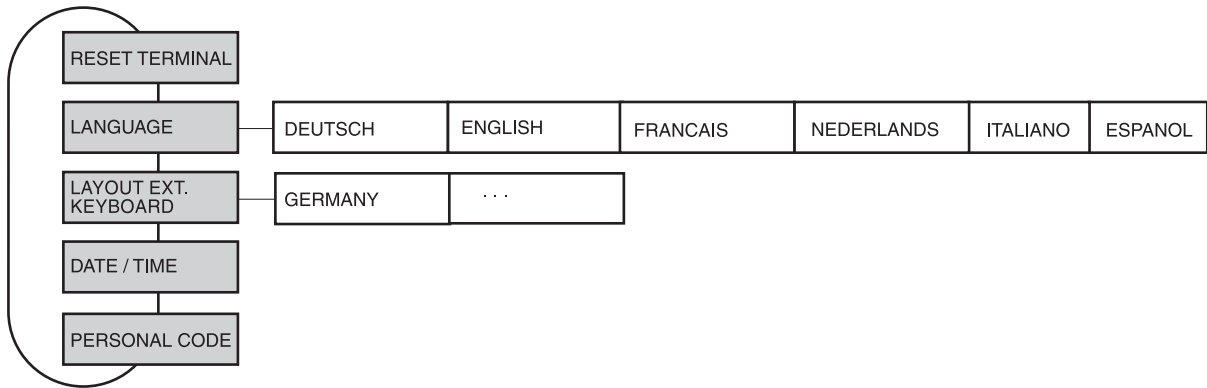 RESET TERMINAL
LANGUAGE
DEUTSCH
ENGLISH
FRANCAIS
NEDERLANDS
ITALIANO
ESPANOL
LAYOUT EXT.
KEYBOARD
GERMANY
. . .
DATE / TIME
PERSONAL CODE